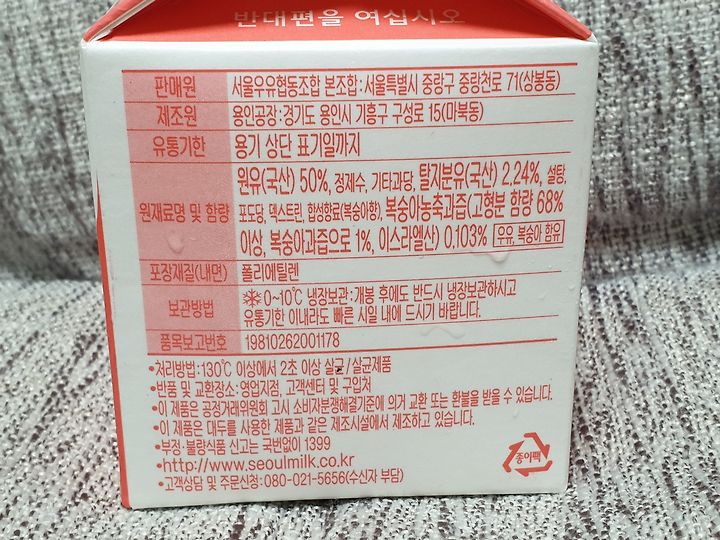 반대편을 여십시오
판매원 서울우유협동조합 본조합:서울특별시 중랑구 중랑천로 71(상봉동)
제조원 용인공장:경기도 용인시 기흥구 구성로 15(마북동)
유통기한 용기 상단 표기일까지
원재료명 및 함량 원유(국산) 50%, 정제수, 기타과당, 탈지분유(국산) 2.24%, 설탕,
포도당, 덱스트린, 합성향료(복숭아향), 복숭아농축과즙(고형분 함량 68%
이상, 복숭아과즙으로 1%, 이스라엘산) 0.103% 우유, 복숭아 함유
포장재질(내면) 폴리에틸렌
보관방법 0~10℃ 냉장보관:개봉 후에도 반드시 냉장보관하시고
유통기한 이내라도 빠른 시일 내에 드시기 바랍니다.
품목보고번호 19810262001178
•처리방법:130℃ 이상에서 2초 이상 살균/살균제품
•반품 및 교환장소:영업지점, 고객센터 및 구입처
•이 제품은 공정거래위원회 고시 소비자분쟁해결기준에 의거 교환 또는 환불을 받을 수 있습니다.
•이 제품은 대두를 사용한 제품과 같은 제조시설에서 제조하고 있습니다.
•부정·불량식품 신고는 국번없이 1399
•http://www.seoulmilk.co.kr
•고객상담 및 주문신청:080-021-5656(수신자 부담)
종이팩